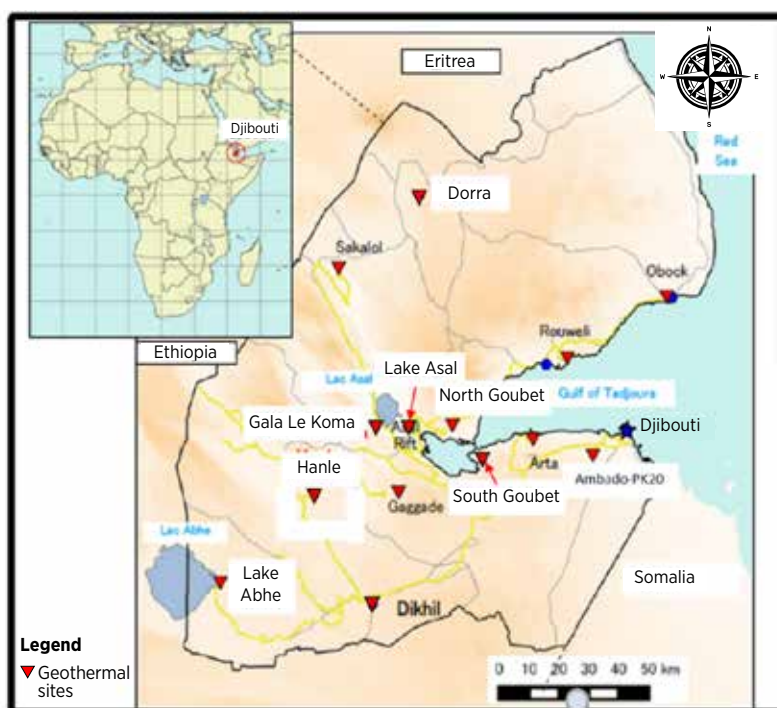 Eritrea
N
W
E
S
Djibouti
Red
Sea
Dorra
Sakalol
Obock
Rouweli
Ethiopia
Lake Asal
Lac Asal
North Goubet
Gulf of Tadjoura
Gala Le Koma
Rift
Djibouti
Hanle
Arta
Ambado-PK20
South Goubet
Gaggade
Lac Abhe
Lake
Abhe
Somalia
Dikhil
Legend
Geothermal
sites
0 10 20 30 40 50 km